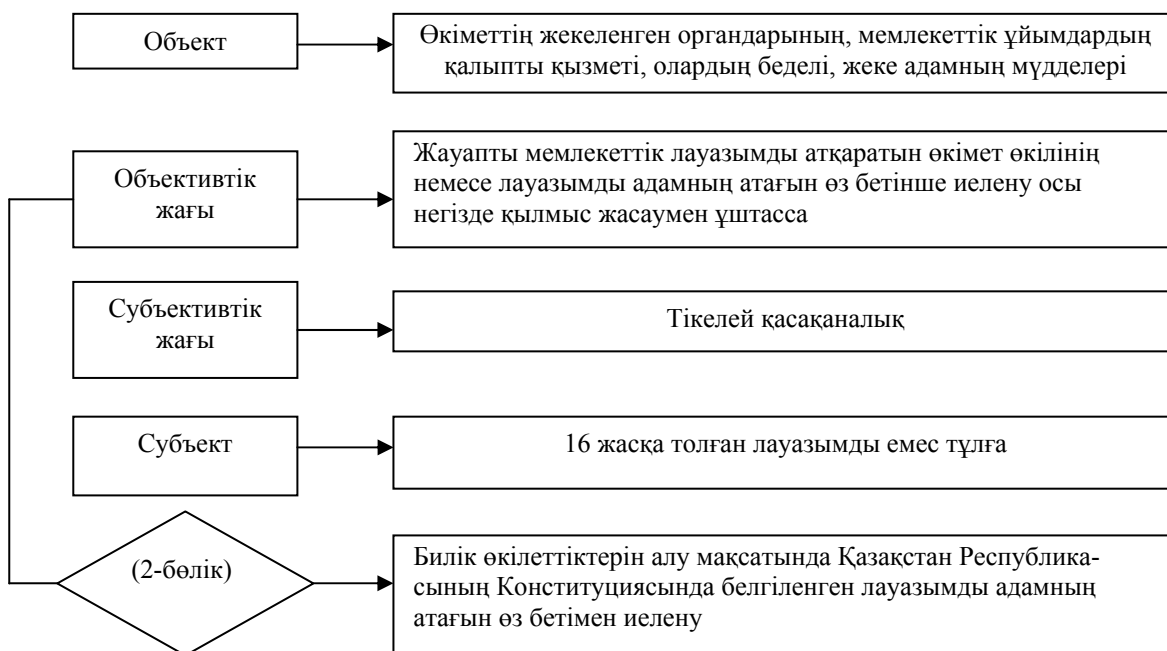 Объект
Өкіметтің жекеленген органдарының, мемлекеттік ұйымдардың
қалыпты қызметі, олардың беделі, жеке адамның мүдделері
Объективтік
жағы
Жауапты мемлекеттік лауазымды атқаратын өкімет өкілінің
немесе лауазымды адамның атағын өз бетінше иелену осы
негізде қылмыс жасаумен ұштасса
Субъективтік
жағы
Тікелей қасақаналық
Субъект
16 жасқа толған лауазымды емес тұлға
(2-бөлік)
Билік өкілеттіктерін алу мақсатында Қазақстан Республика-
сының Конституциясында белгіленген лауазымды адамның
атағын өз бетімен иелену